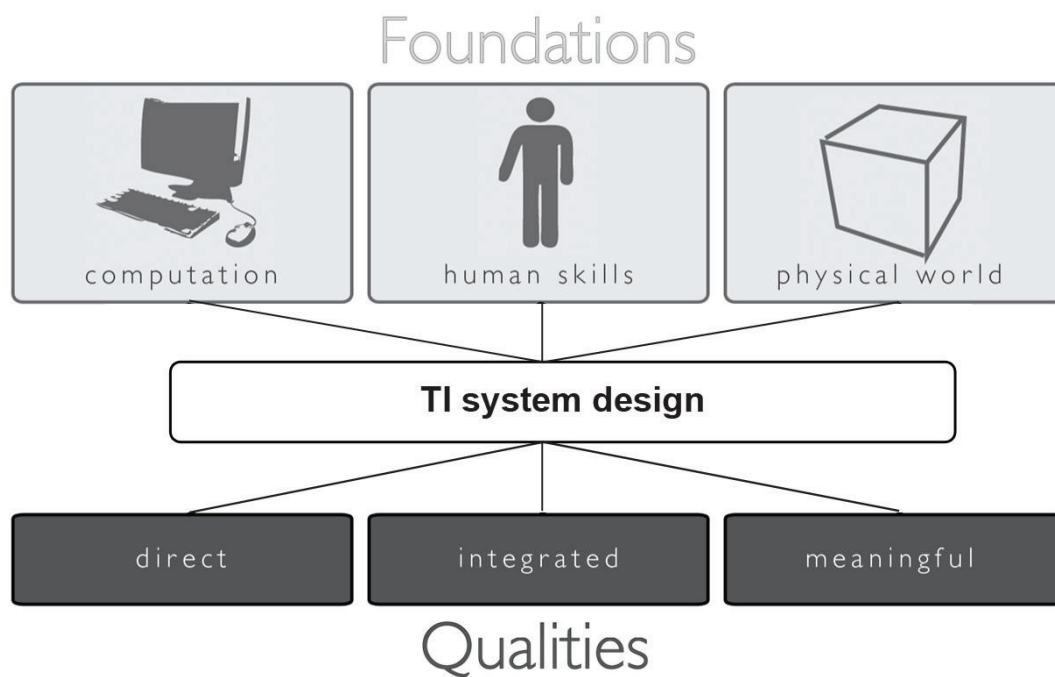 Foundations
computation
human skills
physical world
TI system design
direct
integrated
meaningful
Qualities